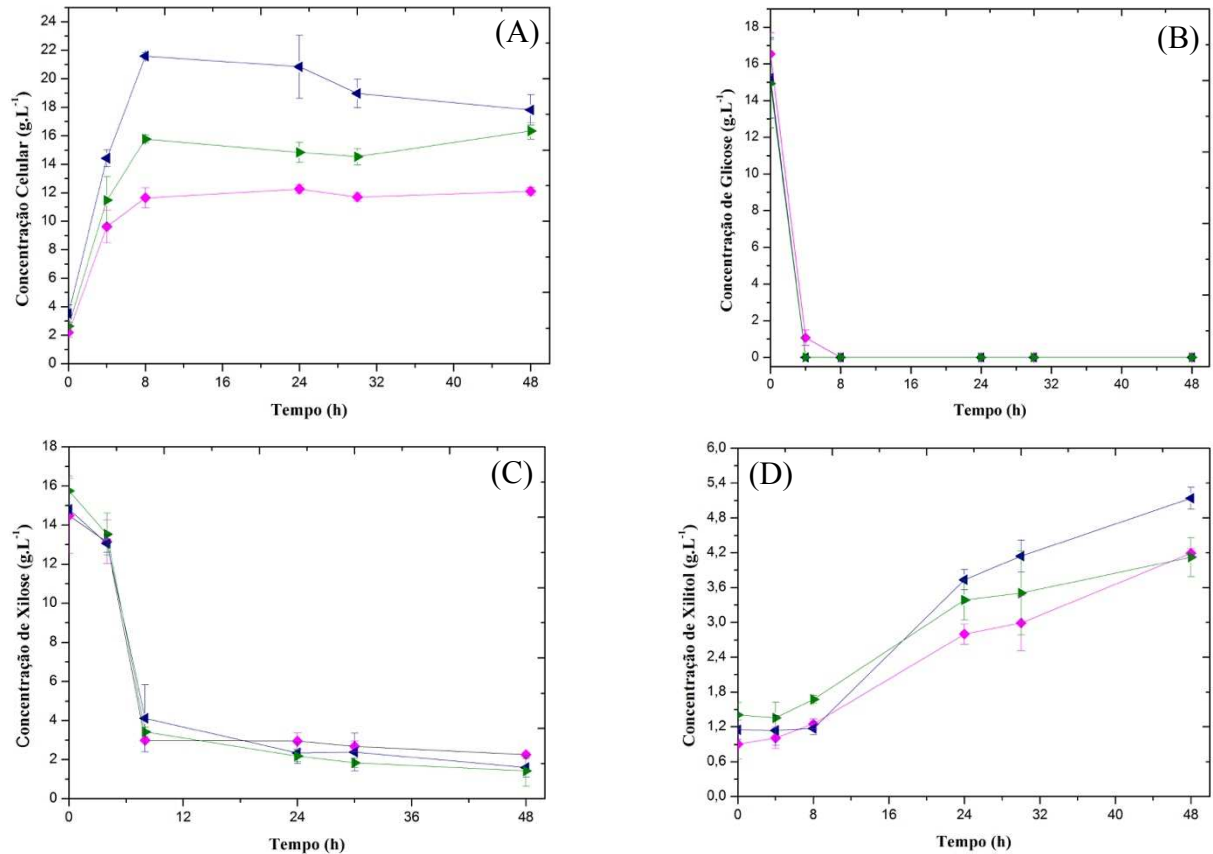 (A)
Concentração Celular (g.L⁻¹)
24
22
20
18
16
14
12
10
8
6
4
2
0
0 8 16 24 32 40 48
Tempo (h)
(B)
Concentração de Glicose (g.L⁻¹)
18
16
14
12
10
8
6
4
2
0
0 8 16 24 32 40 48
Tempo (h)
(C)
Concentração de Xilose (g.L⁻¹)
18
16
14
12
10
8
6
4
2
0
0 12 24 36 48
Tempo (h)
(D)
Concentração de Xilitol (g.L⁻¹)
6,0
5,4
4,8
4,2
3,6
3,0
2,4
1,8
1,2
0,6
0,0
0 8 16 24 32 40 48
Tempo (h)